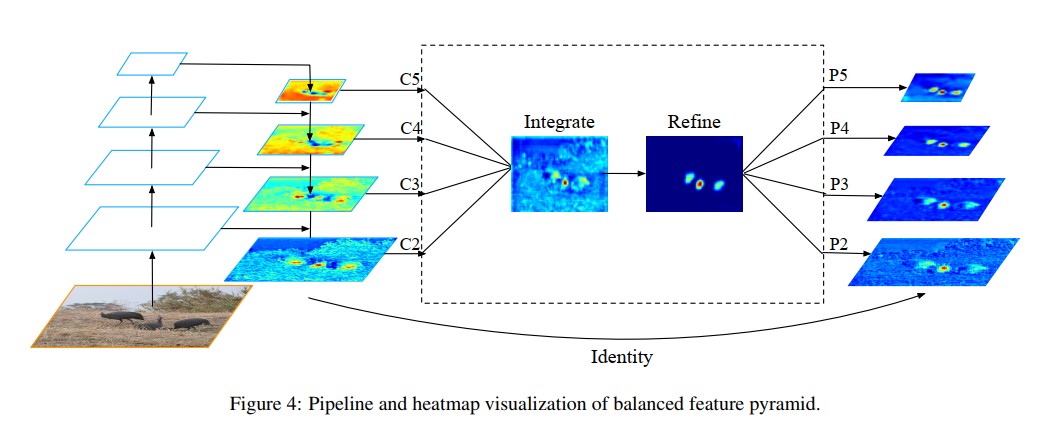 C5
C4
C3
C2
Integrate
Refine
P5
P4
P3
P2
Identity
Figure 4: Pipeline and heatmap visualization of balanced feature pyramid.